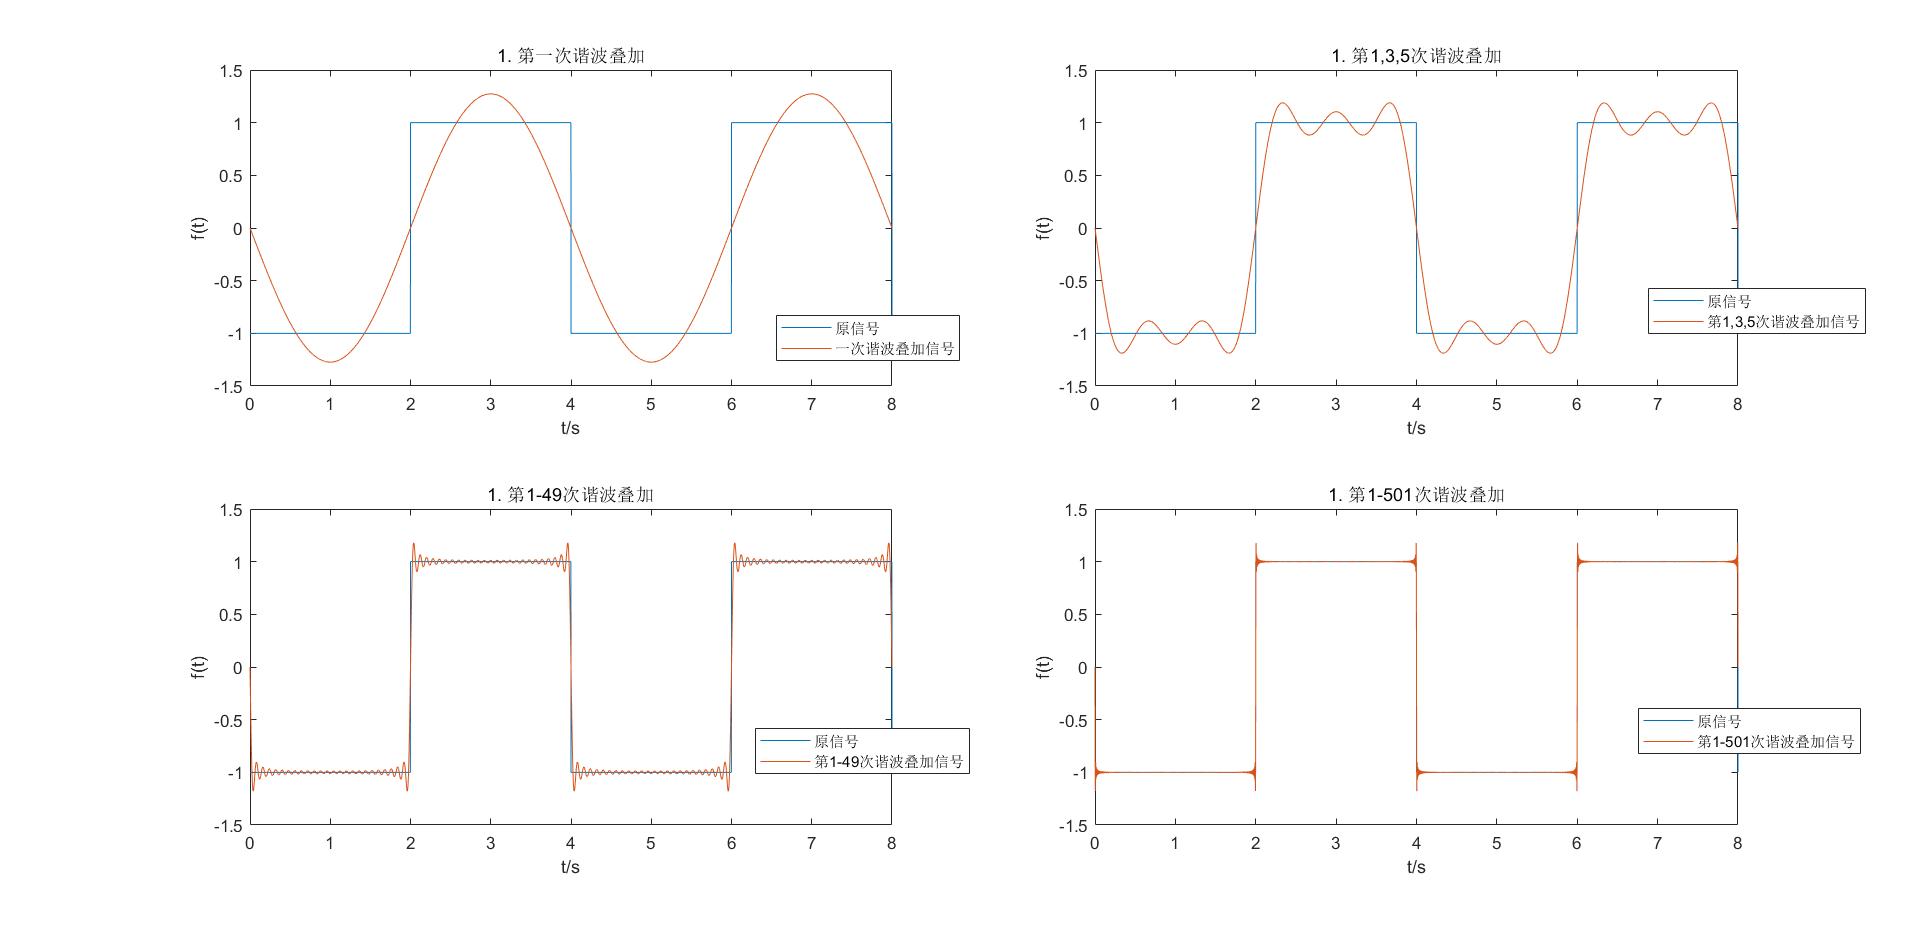 1. 第一次谐波叠加
1.5
1
0.5
0
-0.5
-1
-1.5
f(t)
0 1 2 3 4 5 6 7 8
t/s
原信号
一次谐波叠加信号
1. 第1,3,5次谐波叠加
1.5
1
0.5
0
-0.5
-1
-1.5
f(t)
0 1 2 3 4 5 6 7 8
t/s
原信号
第1,3,5次谐波叠加信号
1. 第1-49次谐波叠加
1.5
1
0.5
0
-0.5
-1
-1.5
f(t)
0 1 2 3 4 5 6 7 8
t/s
原信号
第1-49次谐波叠加信号
1. 第1-501次谐波叠加
1.5
1
0.5
0
-0.5
-1
-1.5
f(t)
0 1 2 3 4 5 6 7 8
t/s
原信号
第1-501次谐波叠加信号